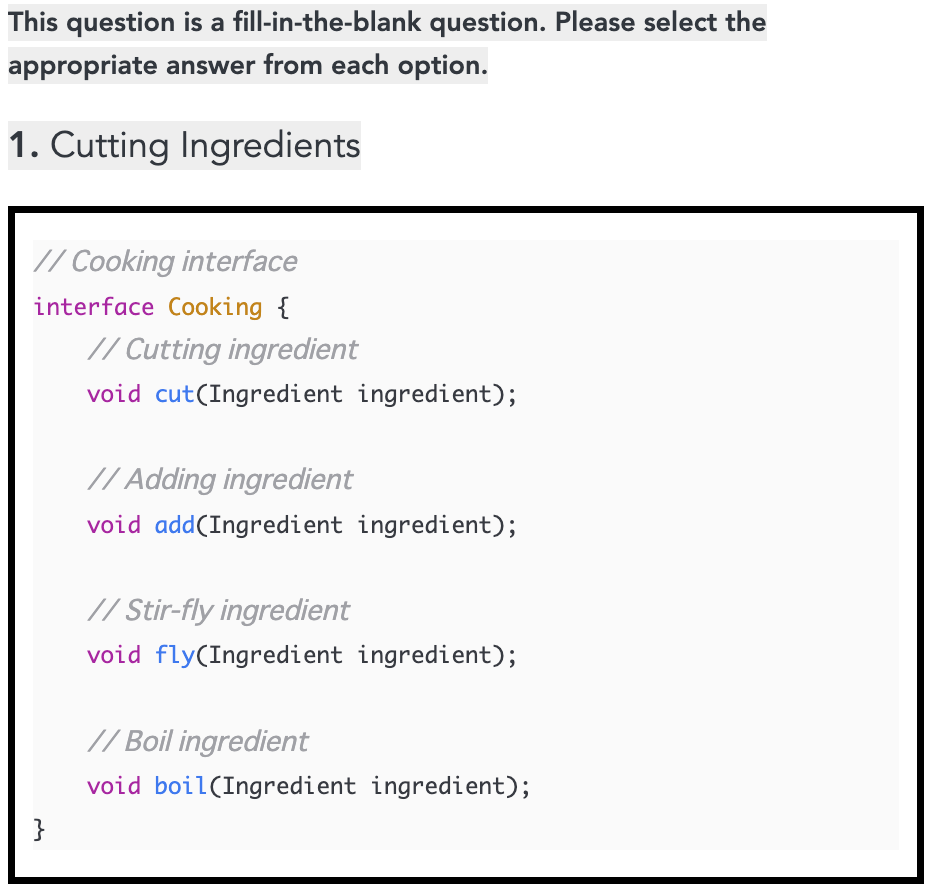 This question is a fill-in-the-blank question. Please select the
appropriate answer from each option.
1. Cutting Ingredients
// Cooking interface
interface Cooking {
// Cutting ingredient
void cut(Ingredient ingredient);
// Adding ingredient
void add(Ingredient ingredient);
// Stir-fly ingredient
void fly(Ingredient ingredient);
// Boil ingredient
void boil(Ingredient ingredient);
}